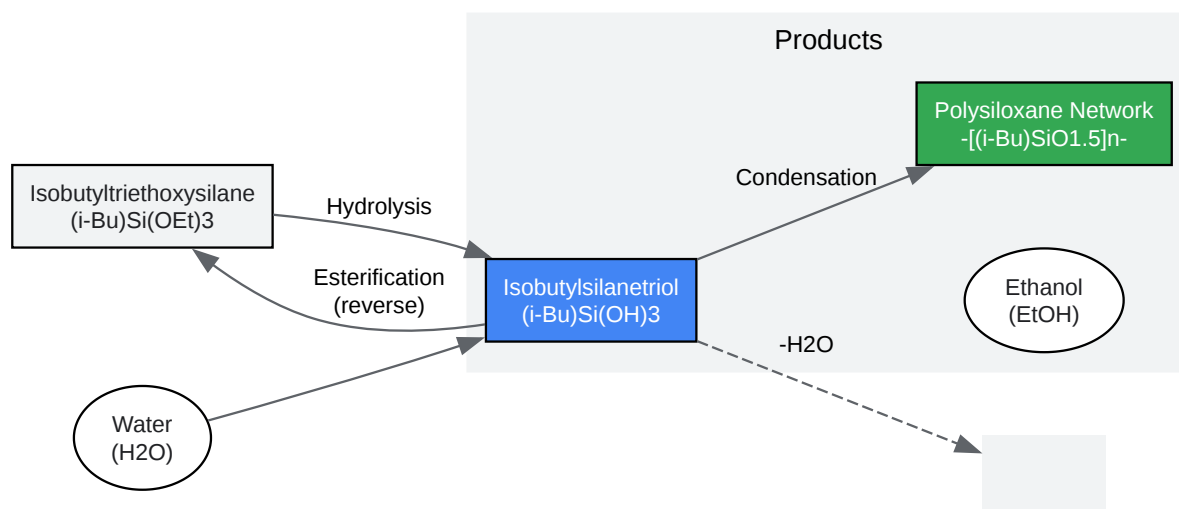 Products
Polysiloxane Network
-[(i-Bu)SiO1.5]n-
Condensation
Isobutyltriethoxysilane
(i-Bu)Si(OEt)3
Hydrolysis
Esterification
(reverse)
Isobutylsilanetriol
(i-Bu)Si(OH)3
Ethanol
(EtOH)
-H2O
Water
(H2O)